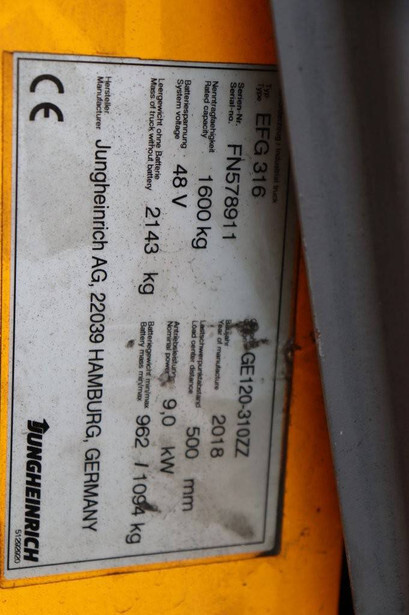 Industrial truck
Typ
Type EFG 316 GE120-310ZZ
Serien-Nr.
Serial-no. FN578911
Year of manufacture 2018
Nenntragfaehigkeit
Rated capacity 1600 kg
Lastschwerpunktabstand
Load center distance 500 mm
Batteriespannung
System voltage 48 V
Antriebsleistung
Nominal power 9,0 kW
Leergewicht ohne Batterie
Mass of truck without battery 2143 kg
Batteriegewicht min/max
Battery mass min/max 962 / 1094 kg
Hersteller
Manufacturer Jungheinrich AG, 22039 HAMBURG, GERMANY
CE
JUNGHEINRICH